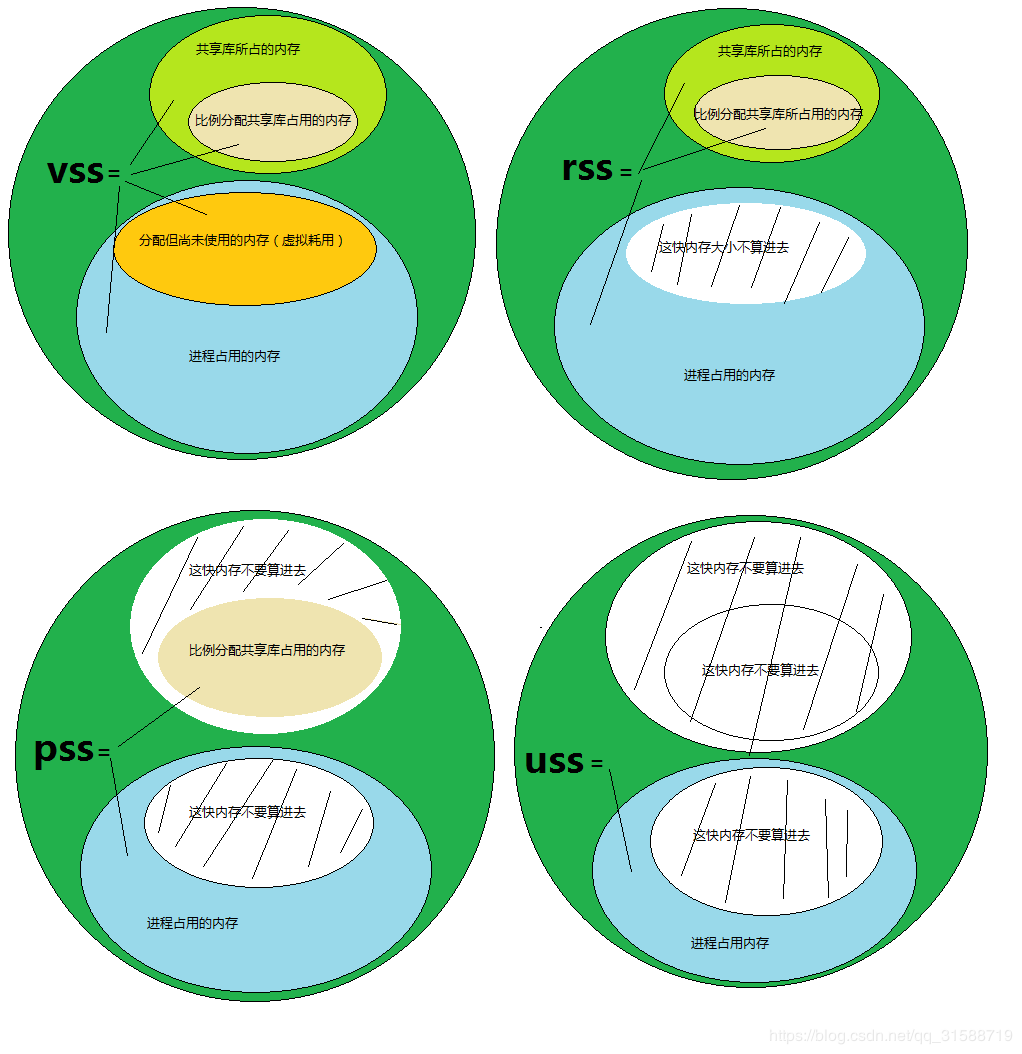 共享库所占的内存
比例分配共享库占用的内存
vss=
分配但尚未使用的内存（虚拟耗用）
进程占用的内存
共享库所占的内存
比例分配共享库所占用的内存
rss=
这快内存大小不算进去
进程占用的内存
这快内存不要算进去
比例分配共享库占用的内存
pss=
这快内存不要算进去
进程占用的内存
这快内存不要算进去
这快内存不要算进去
uss=
这快内存不要算进去
进程占用内存
https://blog.csdn.net/qq_31588719